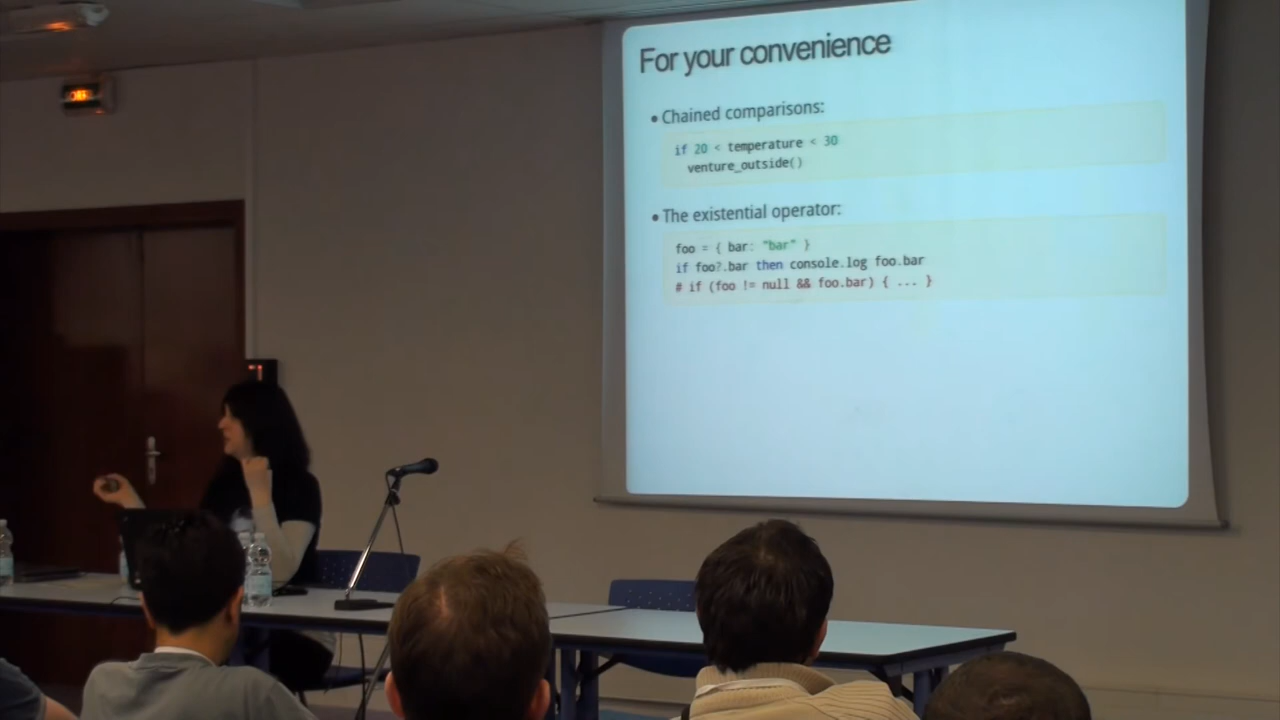 For your convenience
• Chained comparisons:
if 20 < temperature < 30
venture_outside()
• The existential operator:
foo = { bar: "bar" }
if foo?.bar then console.log foo.bar
# if (foo != null && foo.bar) { ... }